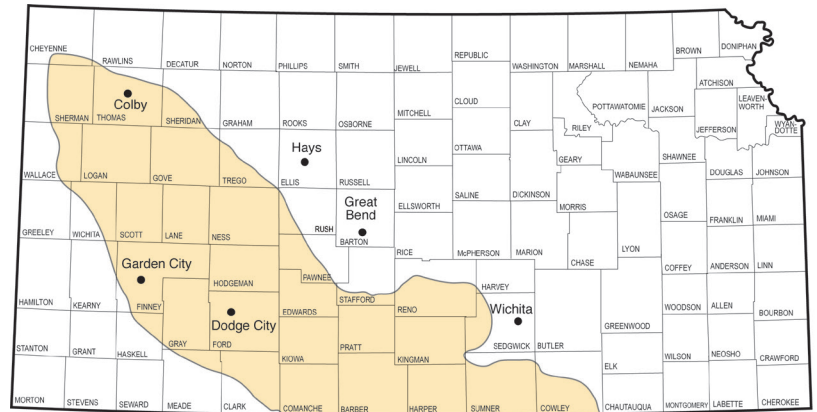 CHEYENNE
RAWLINS
DECATUR
NORTON
PHILLIPS
SMITH
JEWELL
REPUBLIC
WASHINGTON
MARSHALL
NEMAHA
BROWN
DONIPHAN
ATCHISON
Colby
SHERMAN
THOMAS
SHERIDAN
GRAHAM
ROOKS
OSBORNE
MITCHELL
CLOUD
CLAY
RILEY
POTTAWATOMIE
JACKSON
JEFFERSON
LEAVEN-
WORTH
WYAN-
DOTTE
Hays
WALLACE
LOGAN
GOVE
TREGO
ELLIS
RUSSELL
LINCOLN
OTTAWA
GEARY
WABAUNSEE
SHAWNEE
DOUGLAS
JOHNSON
Great
Bend
ELLSWORTH
SALINE
DICKINSON
MORRIS
OSAGE
FRANKLIN
MIAMI
GREELEY
WICHITA
SCOTT
LANE
NESS
RUSH
BARTON
RICE
McPHERSON
MARION
CHASE
LYON
COFFEY
ANDERSON
LINN
Garden City
HAMILTON
KEARNY
FINNEY
HODGEMAN
PAWNEE
STAFFORD
RENO
HARVEY
Wichita
Dodge City
EDWARDS
GREENWOOD
WOODSON
ALLEN
BOURBON
STANTON
GRANT
HASKELL
GRAY
FORD
KIOWA
PRATT
KINGMAN
SEDGWICK
BUTLER
ELK
WILSON
NEOSHO
CRAWFORD
MORTON
STEVENS
SEWARD
MEADE
CLARK
COMANCHE
BARBER
HARPER
SUMNER
COWLEY
CHAUTAUQUA
MONTGOMERY
LABETTE
CHEROKEE